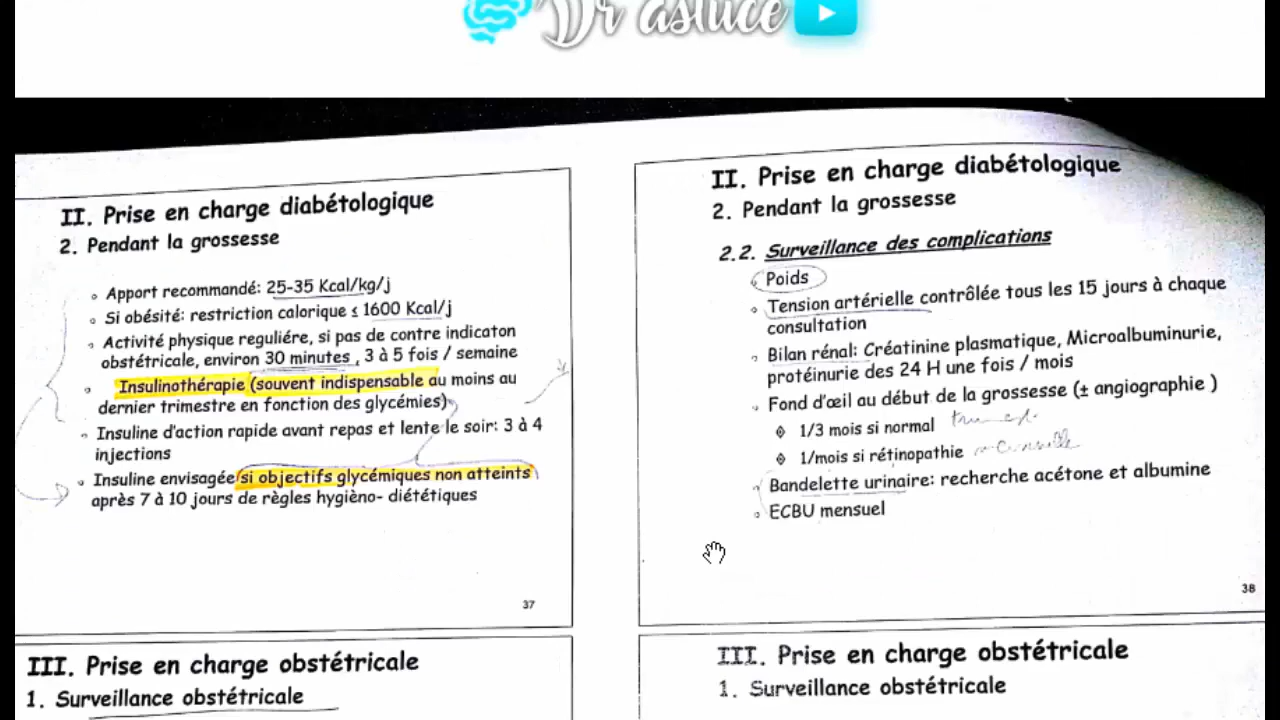 Dr astuce
II. Prise en charge diabétologique
2. Pendant la grossesse
Apport recommandé: 25-35 Kcal/kg/j
Si obésité: restriction calorique ≤ 1600 Kcal/j
Activité physique reguliére, si pas de contre indicaton
obstétricale, environ 30 minutes , 3 à 5 fois / semaine
Insulinothérapie (souvent indispensable au moins au
dernier trimestre en fonction des glycémies)
Insuline d'action rapide avant repas et lente le soir: 3 à 4
injections
Insuline envisagée si objectifs glycémiques non atteints
après 7 à 10 jours de règles hygièno- diététiques
37
II. Prise en charge diabétologique
2. Pendant la grossesse
2.2. Surveillance des complications
Poids
Tension artérielle contrôlée tous les 15 jours à chaque
consultation
Bilan rénal: Créatinine plasmatique, Microalbuminurie,
protéinurie des 24 H une fois / mois
Fond d'œil au début de la grossesse (± angiographie )
1/3 mois si normal
1/mois si rétinopathie
Bandelette urinaire: recherche acétone et albumine
ECBU mensuel
38
III. Prise en charge obstétricale
1. Surveillance obstétricale
III. Prise en charge obstétricale
1. Surveillance obstétricale